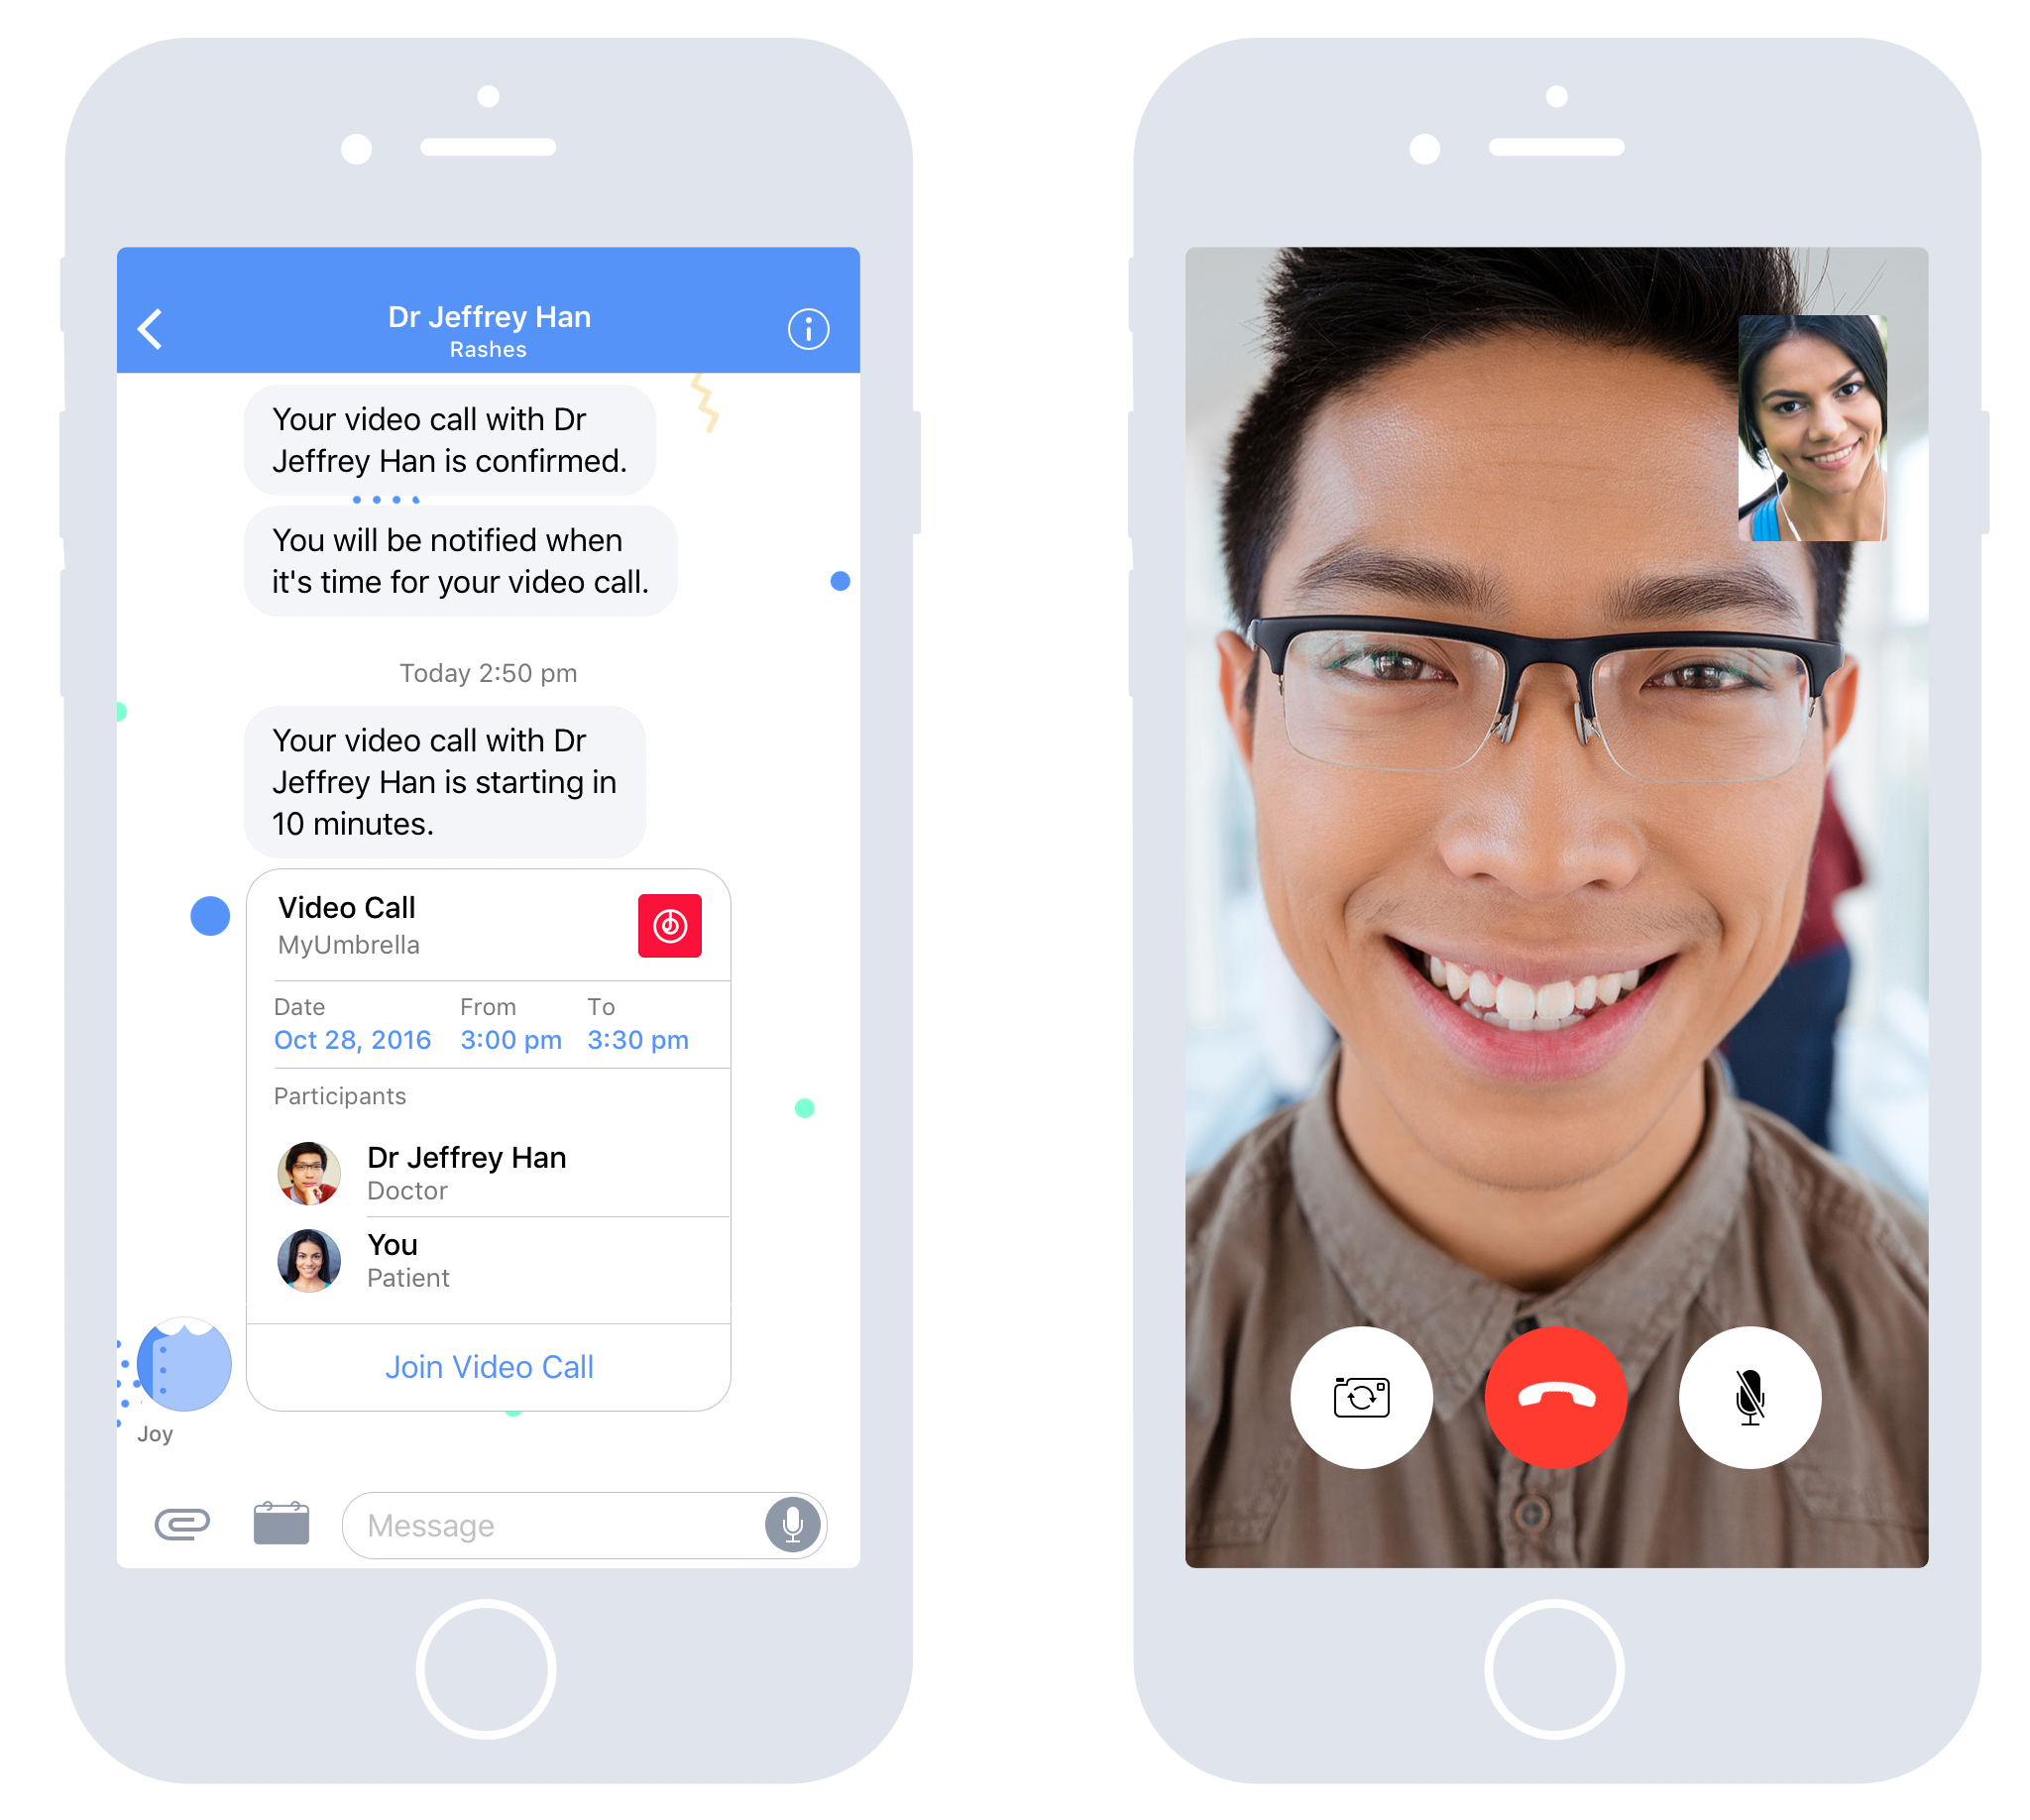 Dr Jeffrey Han
Rashes
Your video call with Dr
Jeffrey Han is confirmed.
You will be notified when
it's time for your video call.
Today 2:50 pm
Your video call with Dr
Jeffrey Han is starting in
10 minutes.
Video Call
MyUmbrella
Date From To
Oct 28, 2016 3:00 pm 3:30 pm
Participants
Dr Jeffrey Han
Doctor
You
Patient
Join Video Call
Joy
Message